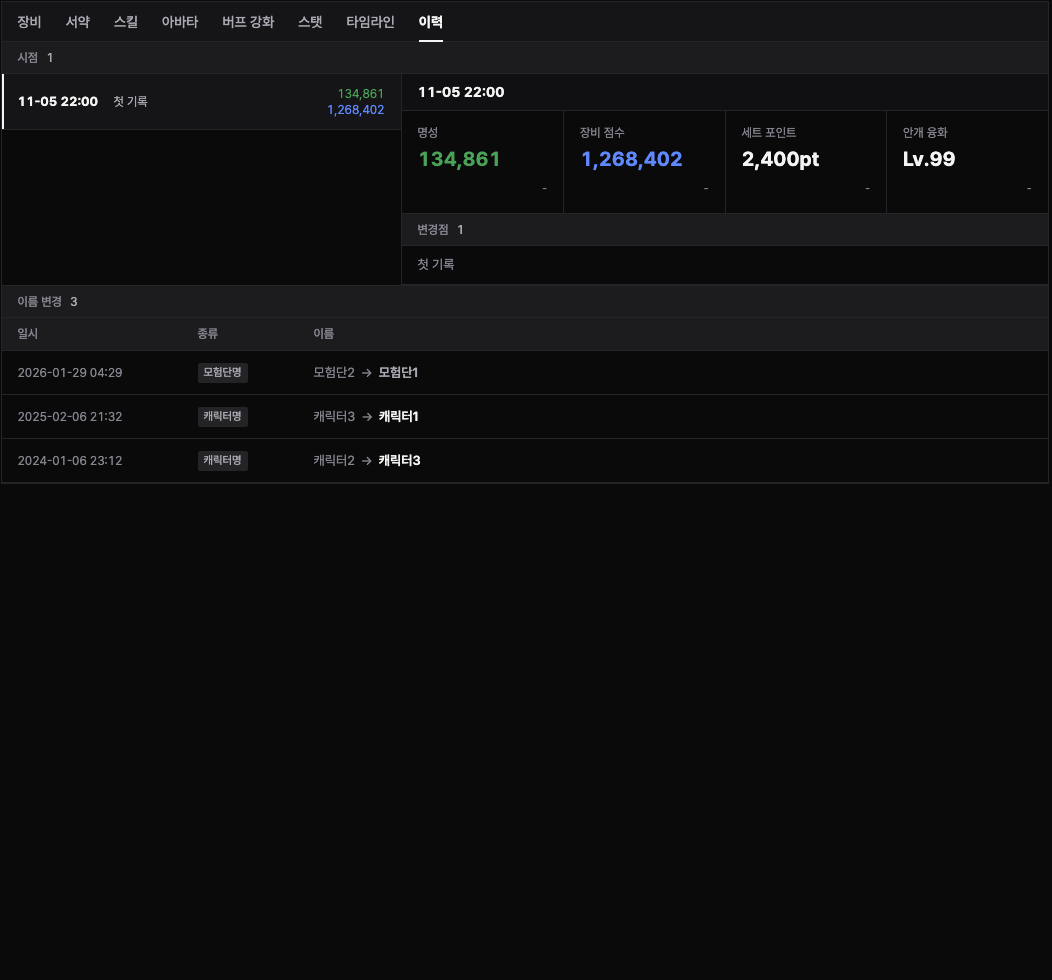 장비 서약 스킬 아바타 버프 강화 스탯 타임라인 이력
시점 1
11-05 22:00 첫 기록 134,861
1,268,402
11-05 22:00
명성 장비 점수 세트 포인트 안개 융화
134,861 1,268,402 2,400pt Lv.99
- - - -
변경점 1
첫 기록
이름 변경 3
일시 종류 이름
2026-01-29 04:29 모험단명 모험단2 → 모험단1
2025-02-06 21:32 캐릭터명 캐릭터3 → 캐릭터1
2024-01-06 23:12 캐릭터명 캐릭터2 → 캐릭터3